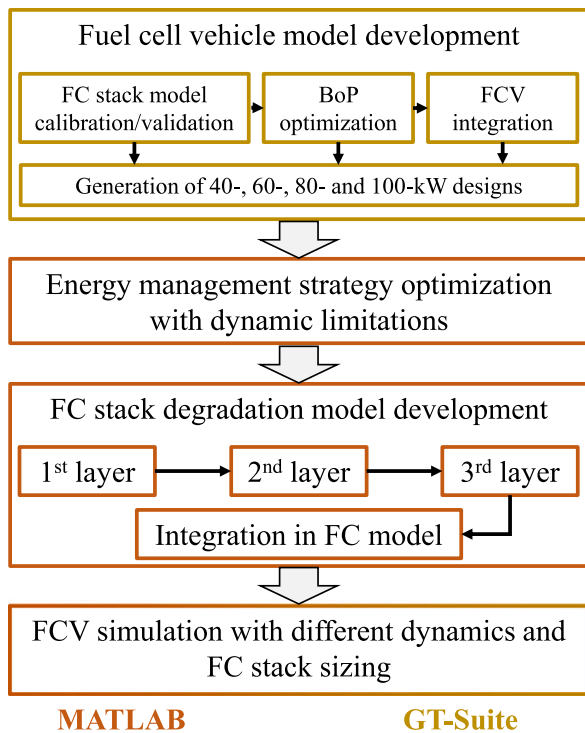 Fuel cell vehicle model development
FC stack model
calibration/validation
BoP
optimization
FCV
integration
Generation of 40-, 60-, 80- and 100-kW designs
Energy management strategy optimization
with dynamic limitations
FC stack degradation model development
1st layer
2nd layer
3rd layer
Integration in FC model
FCV simulation with different dynamics and
FC stack sizing
MATLAB
GT-Suite